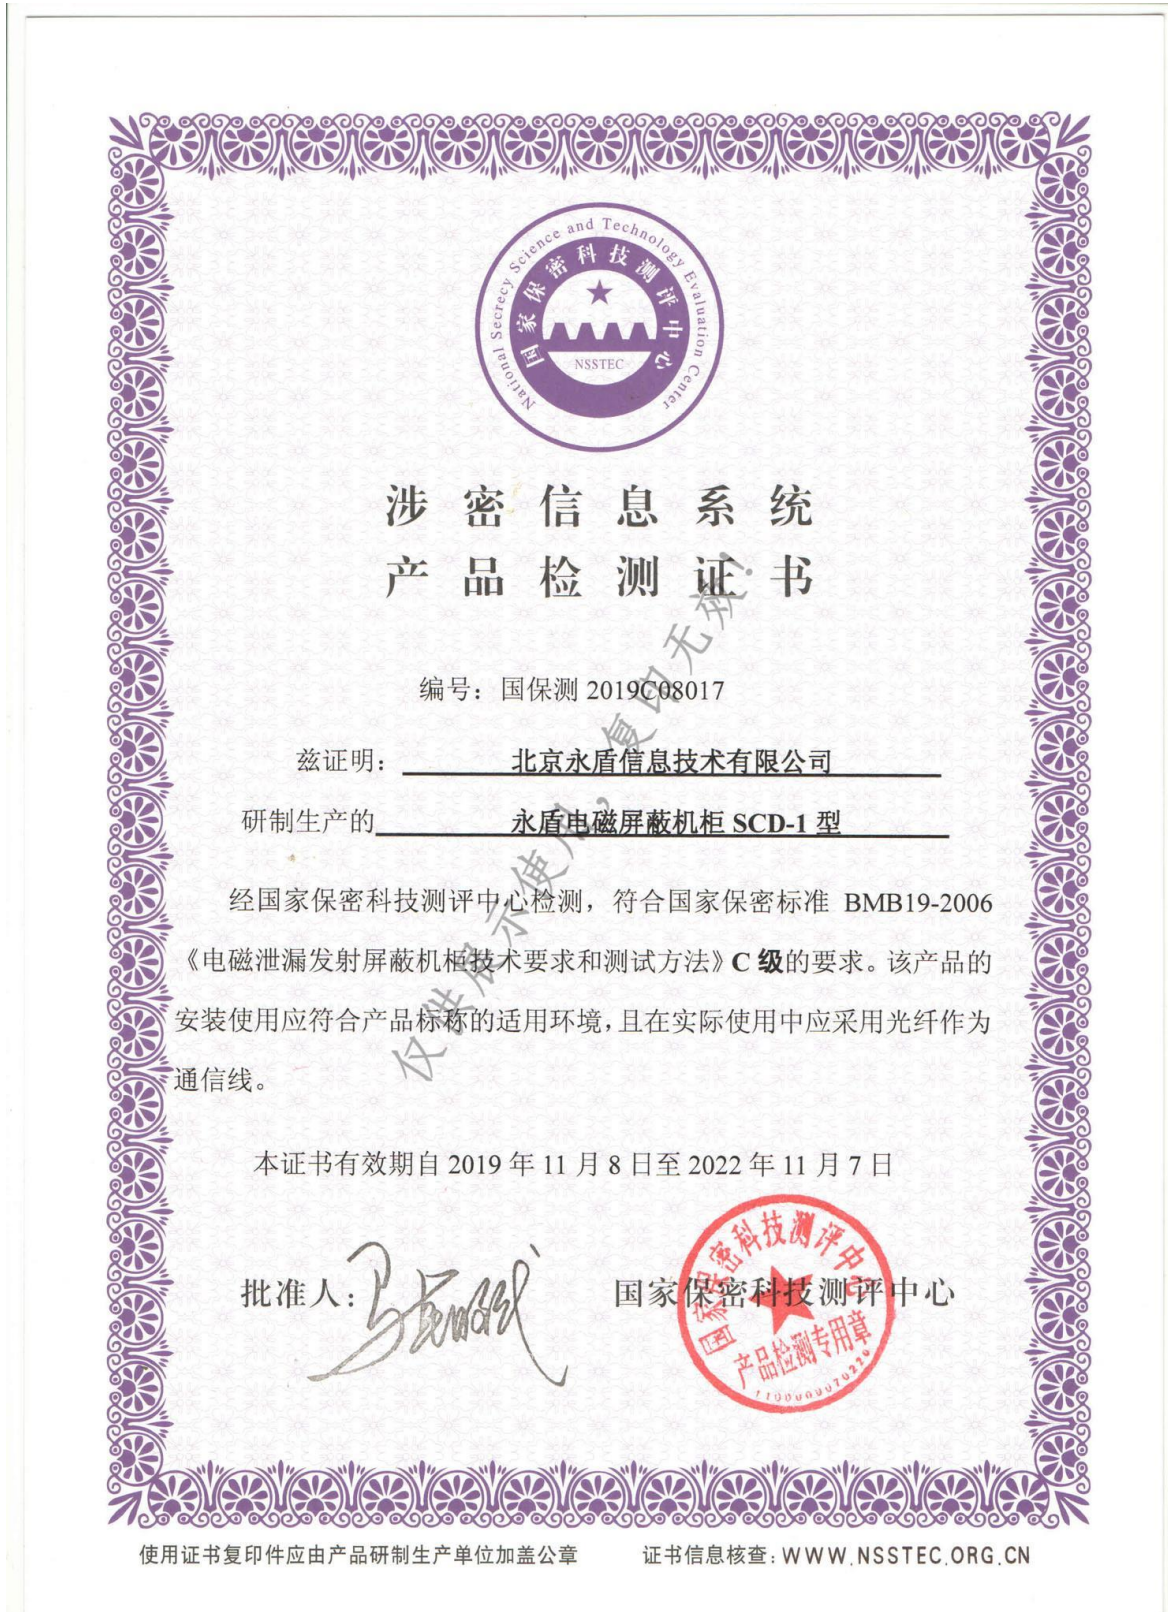 National Secrecy Science and Technology Evaluation Center
国家保密科技测评中心
NSSTEC
涉密信息系统
产品检测证书
编号：国保测 2019C08017
兹证明：北京永盾信息技术有限公司
研制生产的永盾电磁屏蔽机柜 SCD-1 型
经国家保密科技测评中心检测，符合国家保密标准 BMB19-2006
《电磁泄漏发射屏蔽机柜技术要求和测试方法》C 级的要求。该产品的
安装使用应符合产品标称的适用环境，且在实际使用中应采用光纤作为
通信线。
仅供展示使用，复印无效！
本证书有效期自 2019 年 11 月 8 日至 2022 年 11 月 7 日
批准人：
国家保密科技测评中心
国家保密科技测评中心
产品检测专用章
使用证书复印件应由产品研制生产单位加盖公章
证书信息核查：WWW.NSSTEC.ORG.CN